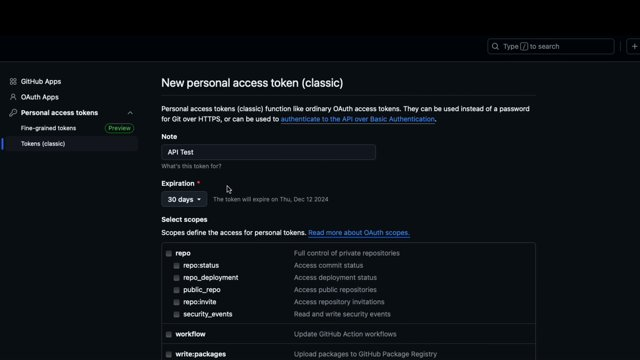 Type / to search
GitHub Apps
OAuth Apps
Personal access tokens
Fine-grained tokens Preview
Tokens (classic)
New personal access token (classic)
Personal access tokens (classic) function like ordinary OAuth access tokens. They can be used instead of a password
for Git over HTTPS, or can be used to authenticate to the API over Basic Authentication.
Note
API Test
What's this token for?
Expiration *
30 days The token will expire on Thu, Dec 12 2024
Select scopes
Scopes define the access for personal tokens. Read more about OAuth scopes.
repo Full control of private repositories
repo:status Access commit status
repo_deployment Access deployment status
public_repo Access public repositories
repo:invite Access repository invitations
security_events Read and write security events
workflow Update GitHub Action workflows
write:packages Upload packages to GitHub Package Registry